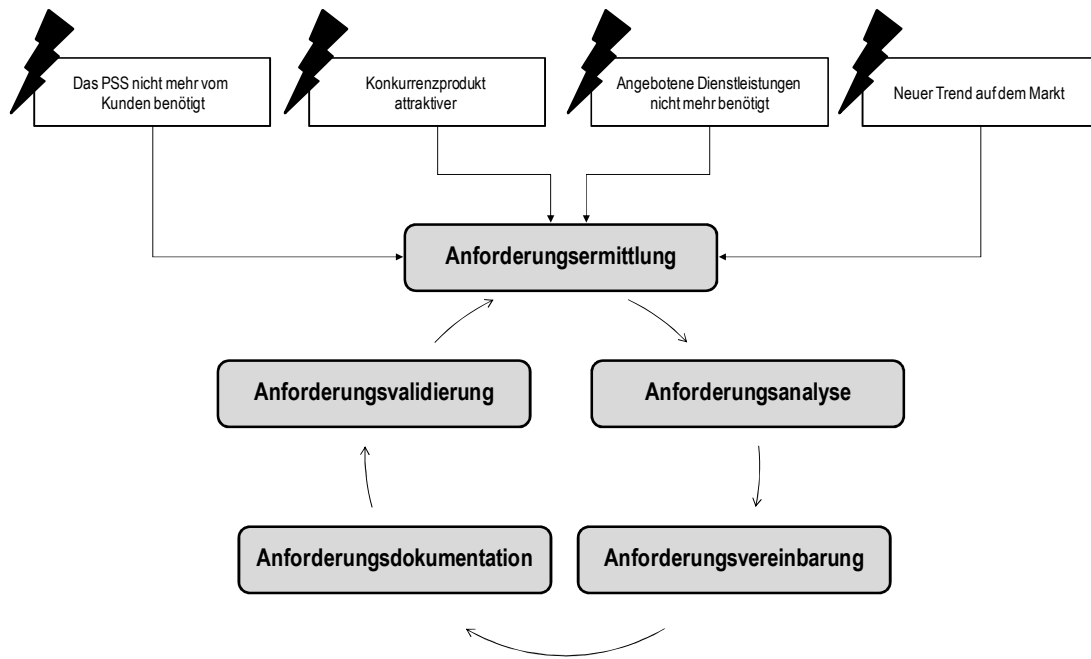 Das PSS nicht mehr vom
Kunden benötigt
Konkurrenzprodukt
attraktiver
Angebotene Dienstleistungen
nicht mehr benötigt
Neuer Trend auf dem Markt
Anforderungsermittlung
Anforderungsvalidierung
Anforderungsanalyse
Anforderungsdokumentation
Anforderungsvereinbarung